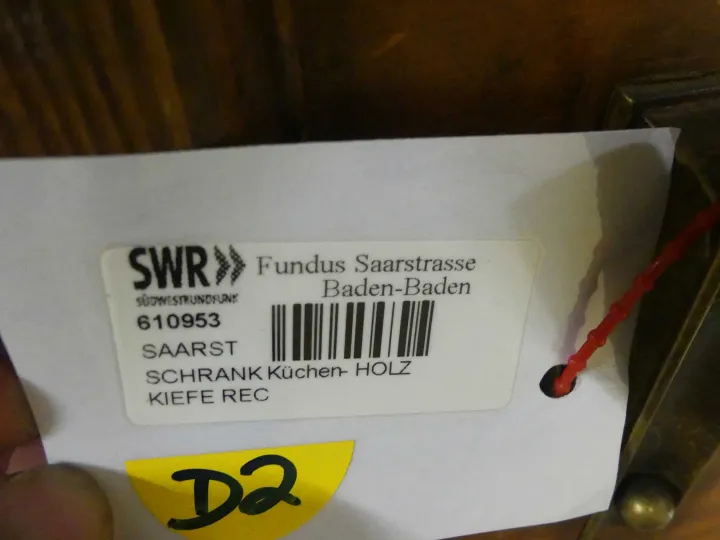 SWR Fundus Saarstrasse
SÜDWESTRUNDFUNK Baden-Baden
610953
SAARST
SCHRANK Küchen- HOLZ
KIEFE REC
D2